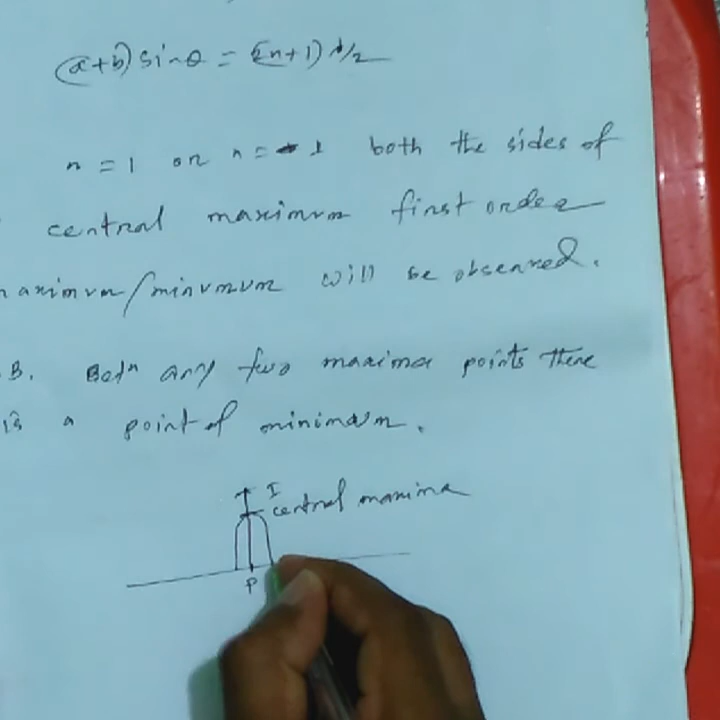 (a+b) sinθ = (2n+1) λ/2
n = 1 or n = -1 both the sides of
central maximum first order
maximum/minumum will be observed.
B. Betn any two maxima points there
is a point of minimum.
I
central maxima
P